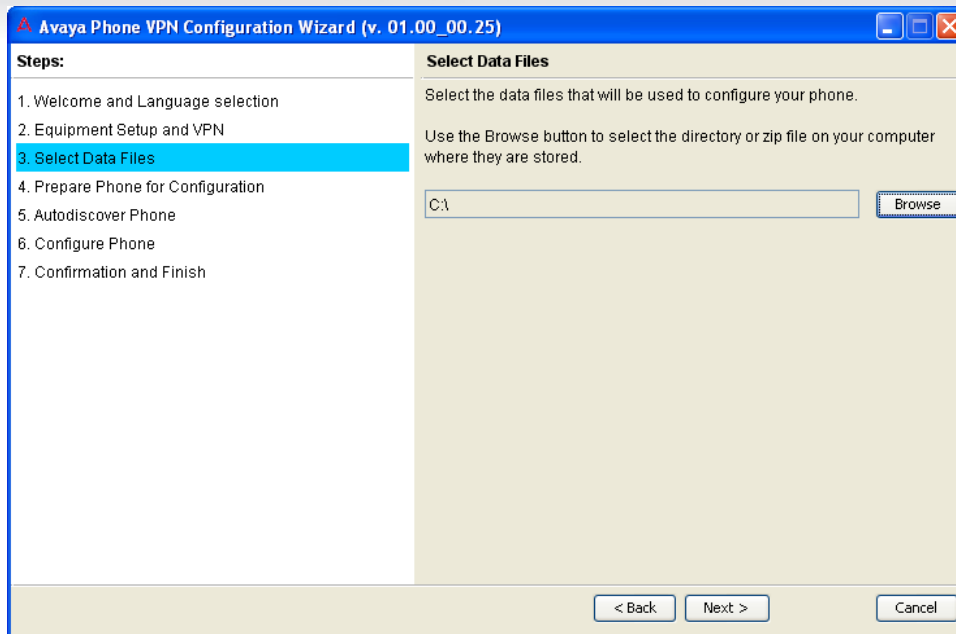 Avaya Phone VPN Configuration Wizard (v. 01.00_00.25)
Steps:
1. Welcome and Language selection
2. Equipment Setup and VPN
3. Select Data Files
4. Prepare Phone for Configuration
5. Autodiscover Phone
6. Configure Phone
7. Confirmation and Finish
Select Data Files
Select the data files that will be used to configure your phone.
Use the Browse button to select the directory or zip file on your computer
where they are stored.
C:\
Browse
< Back
Next >
Cancel